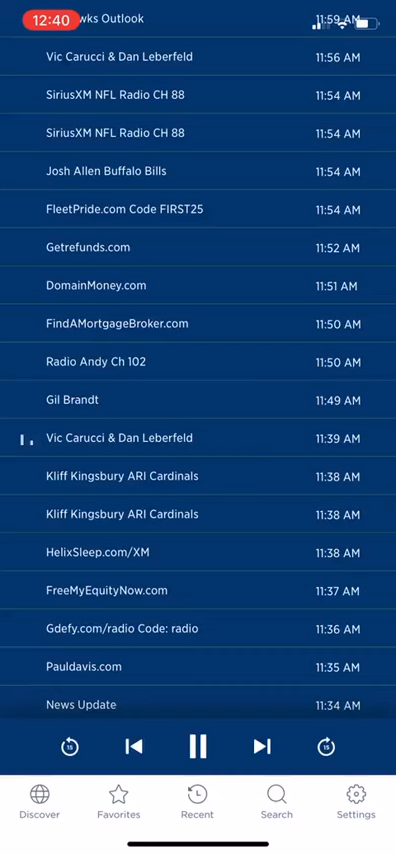 12:40
wks Outlook 11:59 AM
Vic Carucci & Dan Leberfeld 11:56 AM
SiriusXM NFL Radio CH 88 11:54 AM
SiriusXM NFL Radio CH 88 11:54 AM
Josh Allen Buffalo Bills 11:54 AM
FleetPride.com Code FIRST25 11:54 AM
Getrefunds.com 11:52 AM
DomainMoney.com 11:51 AM
FindAMortgageBroker.com 11:50 AM
Radio Andy Ch 102 11:50 AM
Gil Brandt 11:49 AM
Vic Carucci & Dan Leberfeld 11:39 AM
Kliff Kingsbury ARI Cardinals 11:38 AM
Kliff Kingsbury ARI Cardinals 11:38 AM
HelixSleep.com/XM 11:38 AM
FreeMyEquityNow.com 11:37 AM
Gdefy.com/radio Code: radio 11:36 AM
Pauldavis.com 11:35 AM
News Update 11:34 AM
15 15
Discover Favorites Recent Search Settings